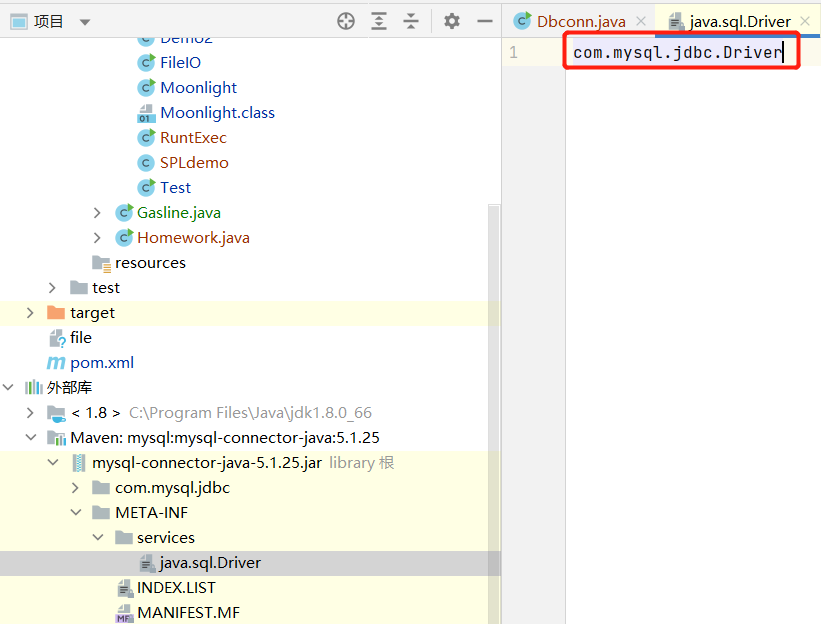 项目
Dbconn.java
java.sql.Driver
1 com.mysql.jdbc.Driver
Demo2
FileIO
Moonlight
Moonlight.class
RuntExec
SPLdemo
Test
Gasline.java
Homework.java
resources
test
target
file
pom.xml
外部库
< 1.8 > C:\Program Files\Java\jdk1.8.0_66
Maven: mysql:mysql-connector-java:5.1.25
mysql-connector-java-5.1.25.jar library 根
com.mysql.jdbc
META-INF
services
java.sql.Driver
INDEX.LIST
MANIFEST.MF